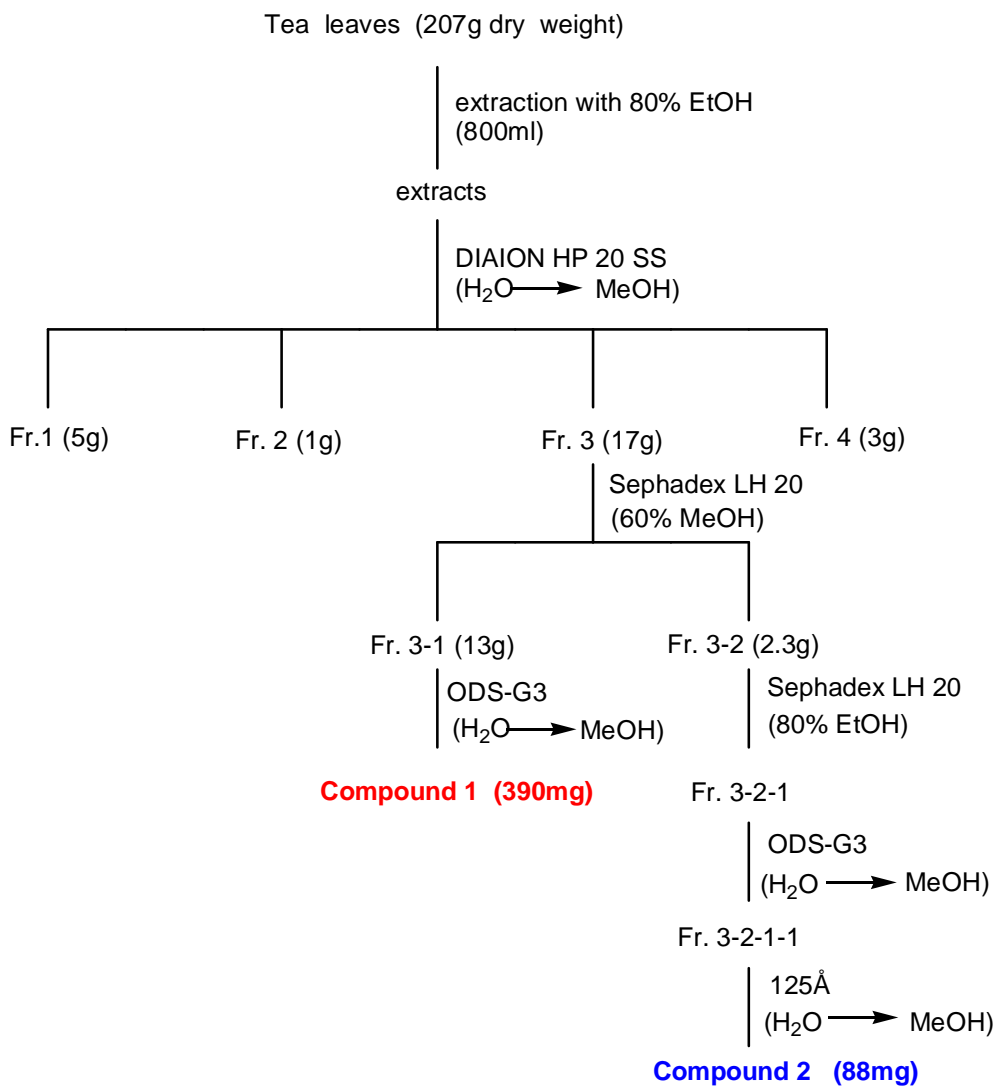 Tea leaves (207g dry weight)
extraction with 80% EtOH
(800ml)
extracts
DIAION HP 20 SS
(H₂O → MeOH)
Fr.1 (5g) Fr. 2 (1g) Fr. 3 (17g) Fr. 4 (3g)
Sephadex LH 20
(60% MeOH)
Fr. 3-1 (13g) Fr. 3-2 (2.3g)
ODS-G3
(H₂O → MeOH)
Sephadex LH 20
(80% EtOH)
Compound 1 (390mg)
Fr. 3-2-1
ODS-G3
(H₂O → MeOH)
Fr. 3-2-1-1
125Å
(H₂O → MeOH)
Compound 2 (88mg)